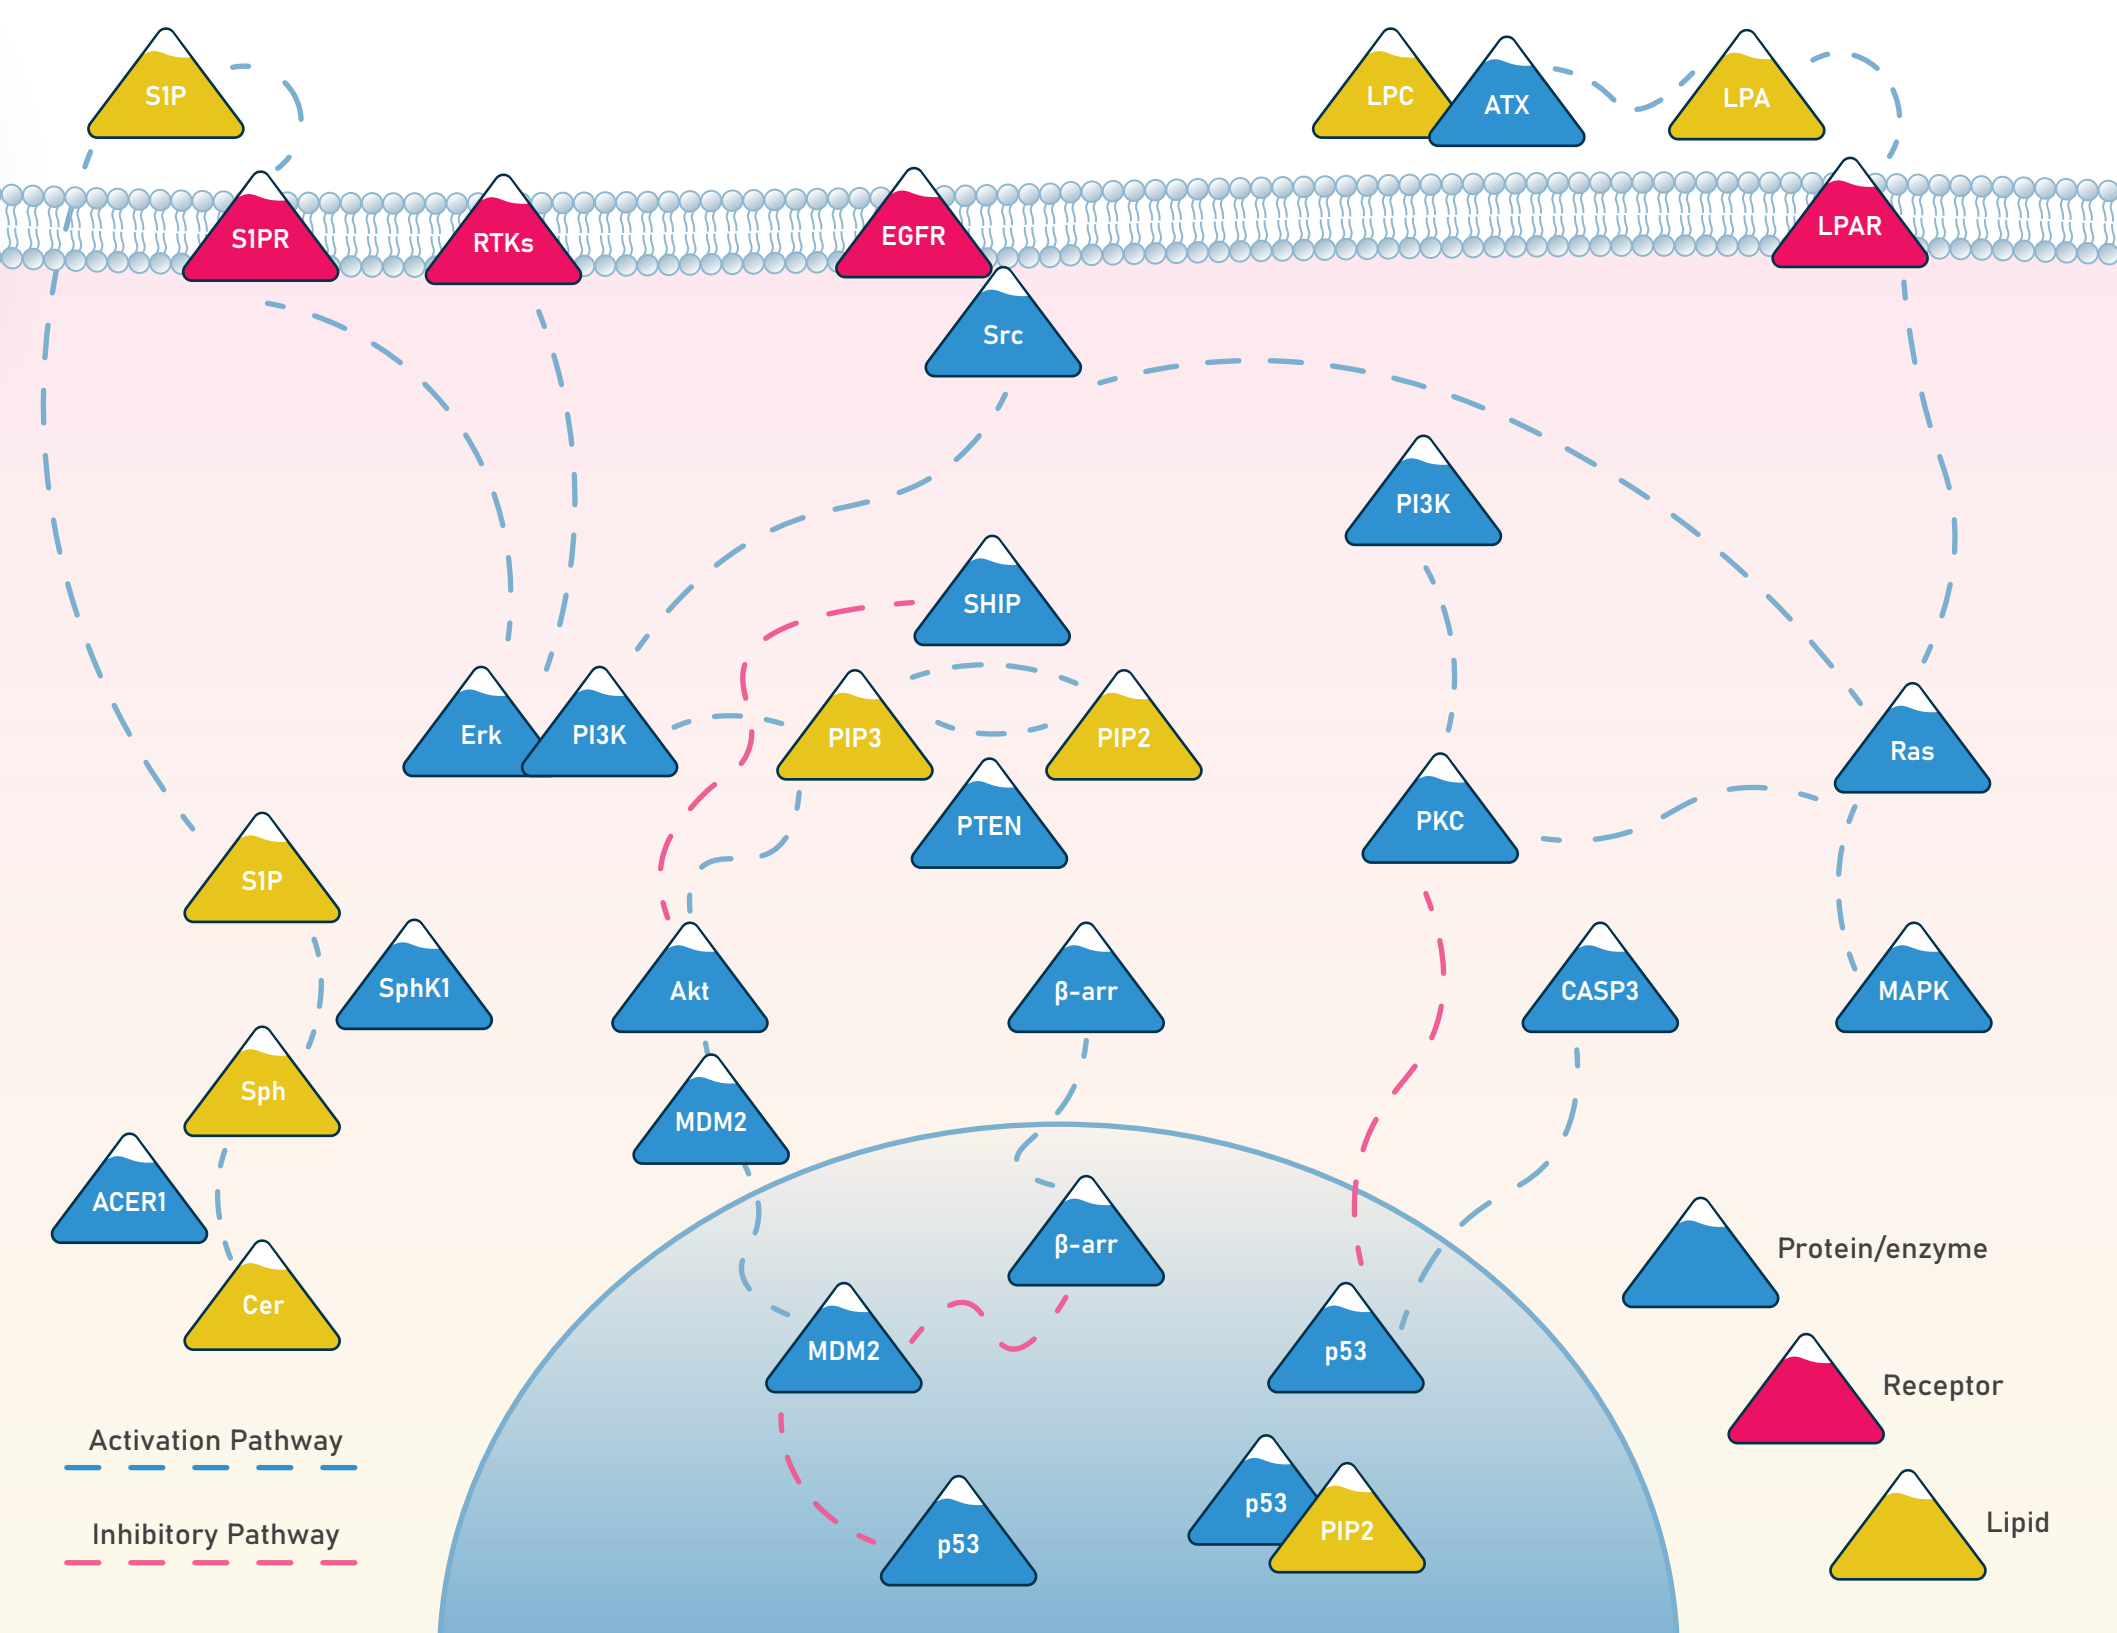 S1P
LPC
ATX
LPA
S1PR
RTKs
EGFR
LPAR
Src
PI3K
SHIP
Erk
PI3K
PIP3
PIP2
Ras
PTEN
PKC
S1P
SphK1
Akt
β-arr
CASP3
MAPK
Sph
MDM2
ACER1
β-arr
Protein/enzyme
Cer
MDM2
p53
Receptor
Activation Pathway
p53
PIP2
Lipid
Inhibitory Pathway
p53